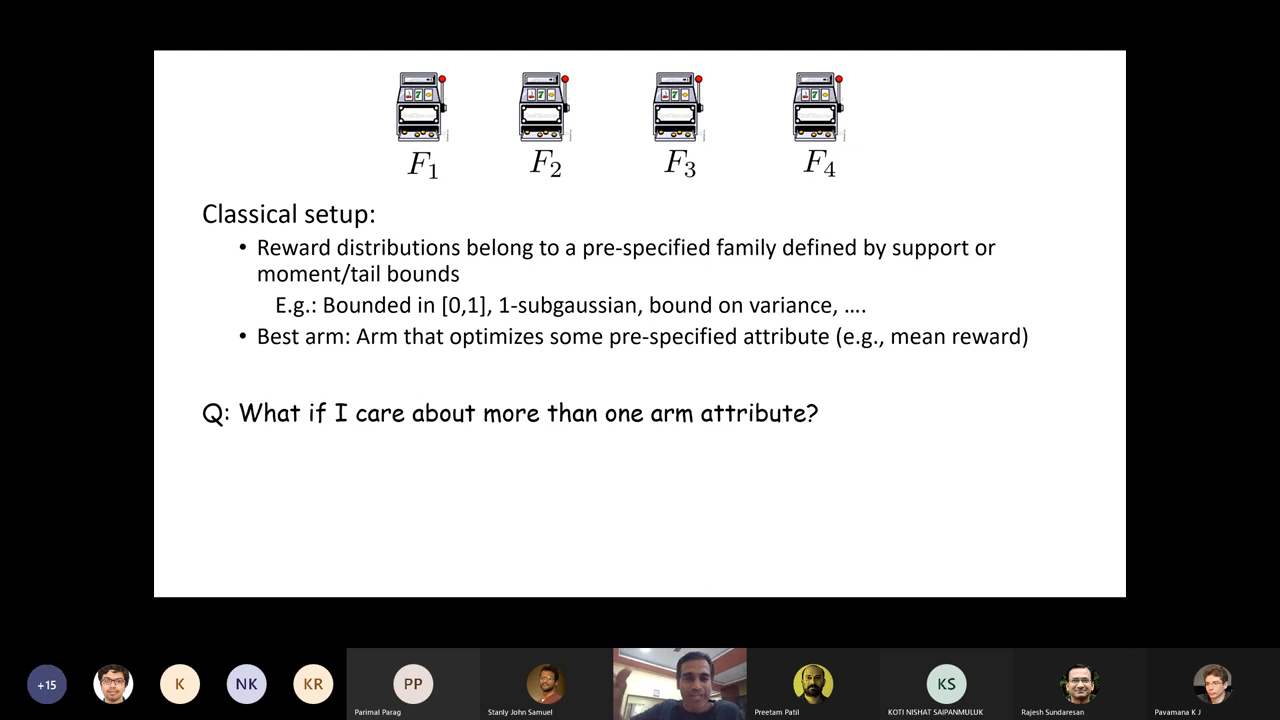 F1 F2 F3 F4
Classical setup:
• Reward distributions belong to a pre-specified family defined by support or
moment/tail bounds
E.g.: Bounded in [0,1], 1-subgaussian, bound on variance, ....
• Best arm: Arm that optimizes some pre-specified attribute (e.g., mean reward)
Q: What if I care about more than one arm attribute?
+15 K NK KR PP KS
Parimal Parag Stanly John Samuel Preetam Patil KOTI NISHAT SAIPANMULUK Rajesh Sundaresan Pavamana K J